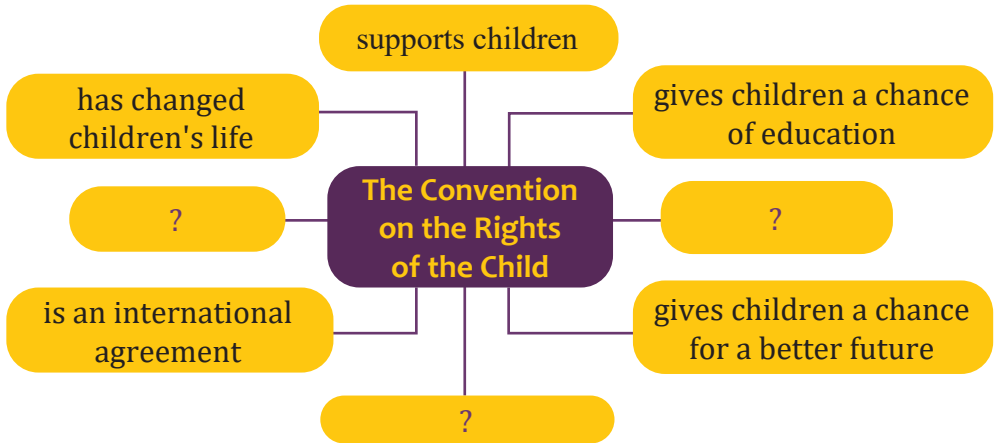 supports children
has changed
children's life
gives children a chance
of education
?
The Convention
on the Rights
of the Child
?
is an international
agreement
gives children a chance
for a better future
?